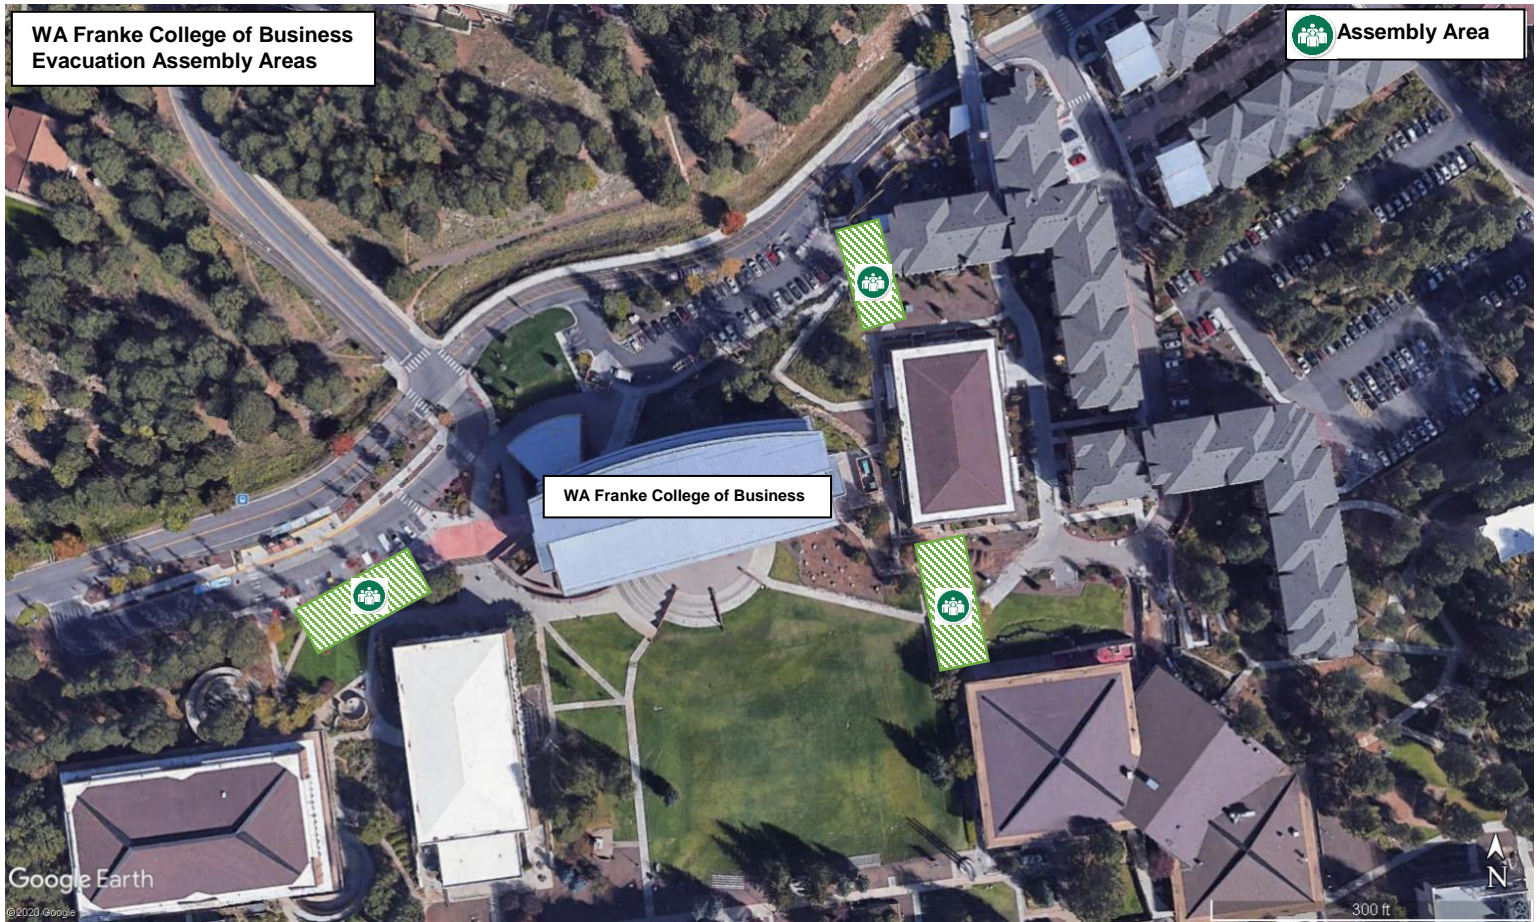 WA Franke College of Business
Evacuation Assembly Areas
Assembly Area
WA Franke College of Business
Google Earth
©2020 Google
N
300 ft